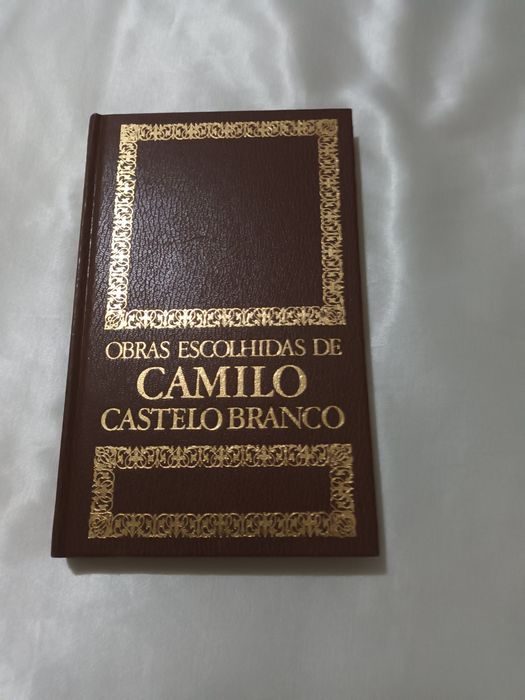 OBRAS ESCOLHIDAS DE
CAMILO
CASTELO BRANCO